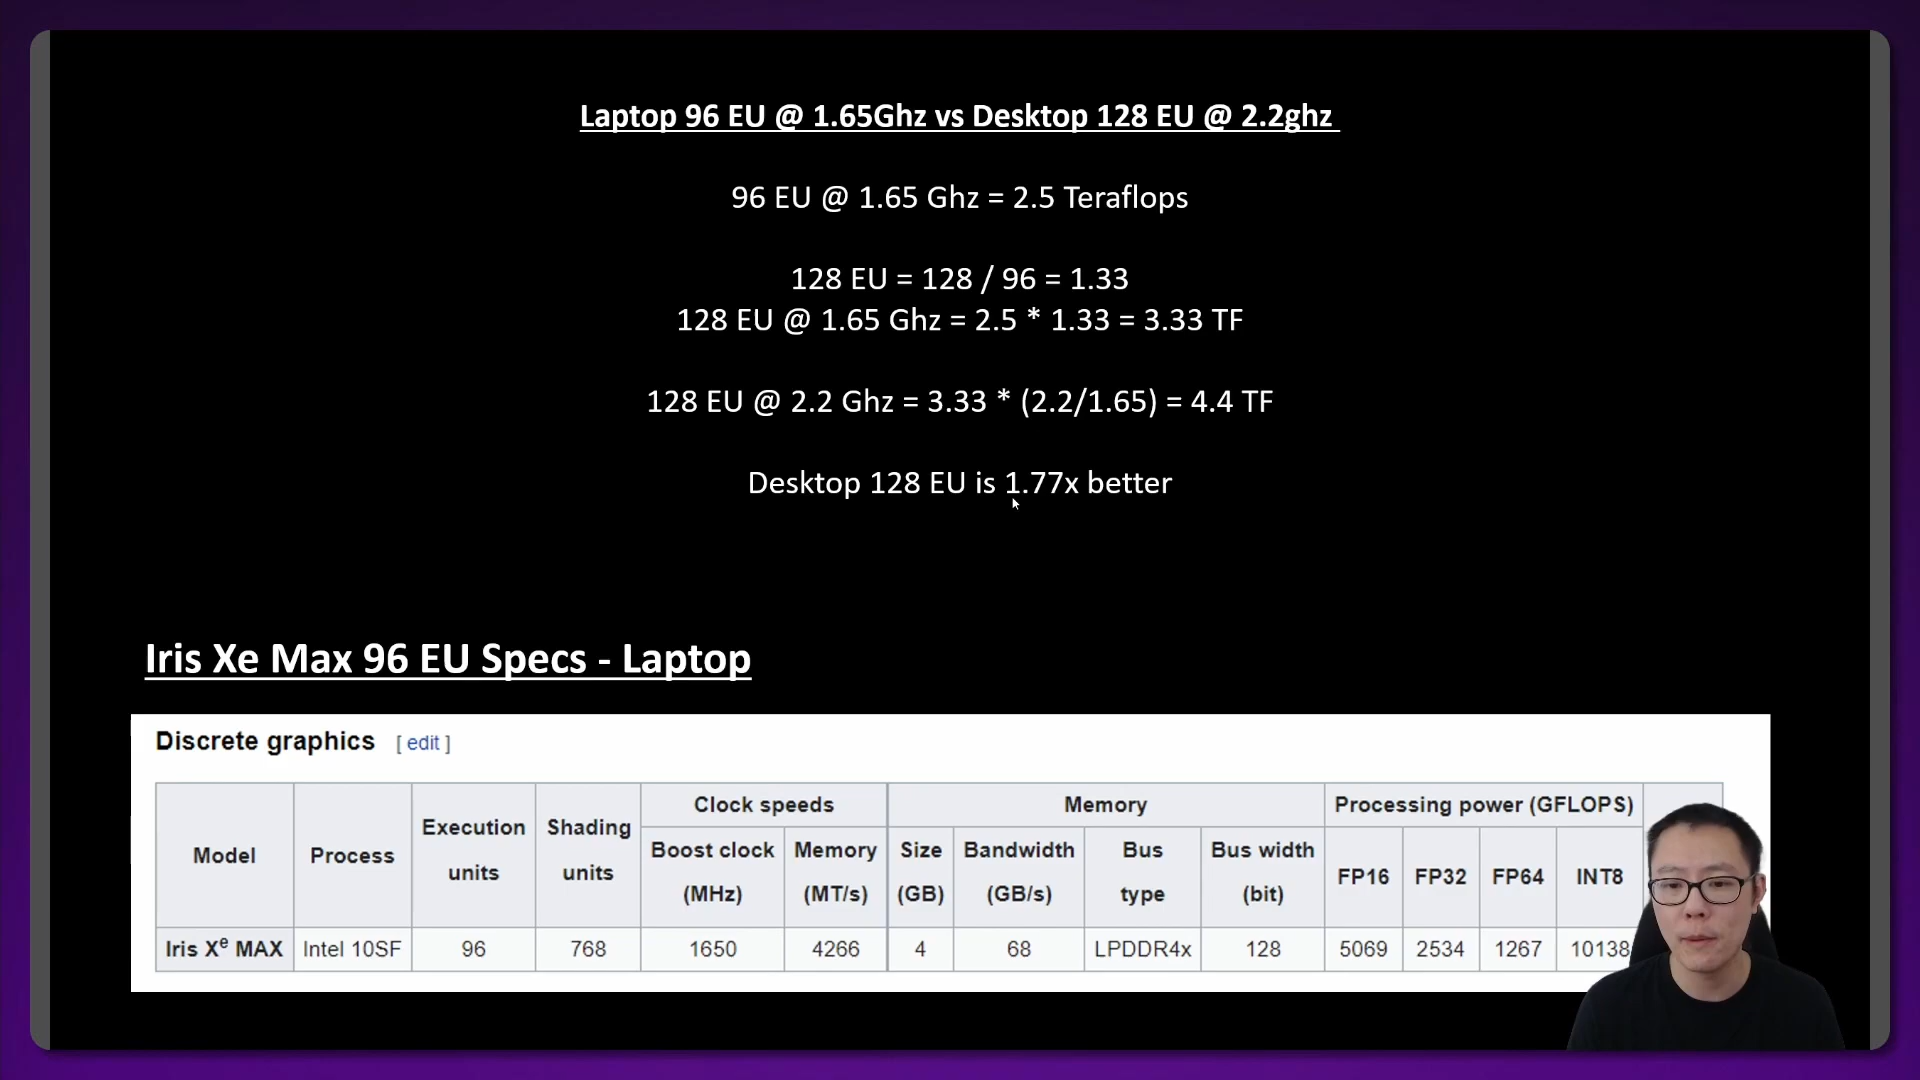 Laptop 96 EU @ 1.65Ghz vs Desktop 128 EU @ 2.2ghz
96 EU @ 1.65 Ghz = 2.5 Teraflops
128 EU = 128 / 96 = 1.33
128 EU @ 1.65 Ghz = 2.5 * 1.33 = 3.33 TF
128 EU @ 2.2 Ghz = 3.33 * (2.2/1.65) = 4.4 TF
Desktop 128 EU is 1.77x better
Iris Xe Max 96 EU Specs - Laptop
Discrete graphics [ edit ]
Model Process Execution units Shading units Clock speeds Memory Processing power (GFLOPS)
Boost clock (MHz) Memory (MT/s) Size (GB) Bandwidth (GB/s) Bus type Bus width (bit) FP16 FP32 FP64 INT8
Iris Xe MAX Intel 10SF 96 768 1650 4266 4 68 LPDDR4x 128 5069 2534 1267 10138